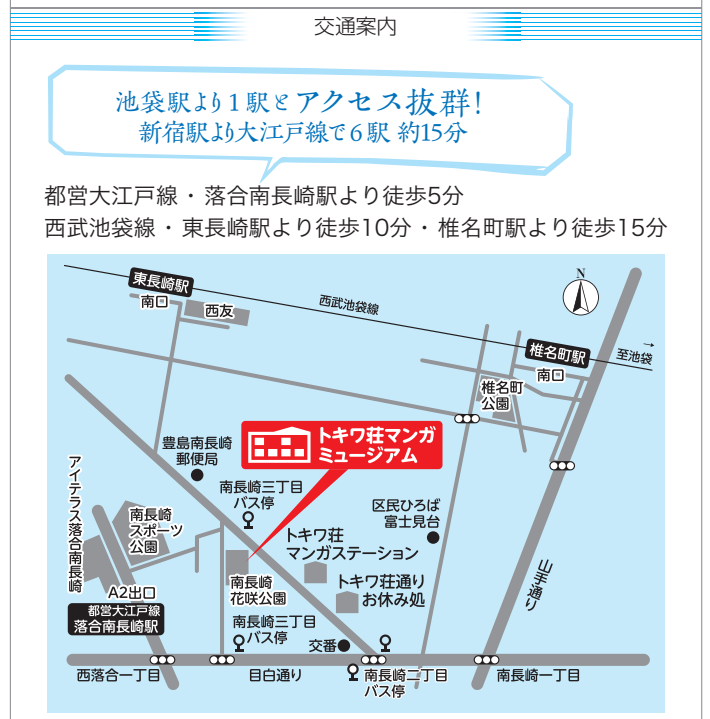 交通案内
池袋駅より1駅とアクセス抜群!
新宿駅より大江戸線で6駅 約15分
都営大江戸線・落合南長崎駅より徒歩5分
西武池袋線・東長崎駅より徒歩10分・椎名町駅より徒歩15分
東長崎駅
南口
西友
西武池袋線
N
椎名町駅
→
至池袋
南口
椎名町
公園
トキワ荘マンガ
ミュージアム
豊島南長崎
郵便局
南長崎三丁目
バス停
区民ひろば
富士見台
アイテラス落合南長崎
南長崎
スポーツ
公園
トキワ荘
マンガステーション
南長崎
花咲公園
トキワ荘通り
お休み処
山手通り
A2出口
都営大江戸線
落合南長崎駅
南長崎三丁目
バス停
交番
西落合一丁目
目白通り
南長崎二丁目
バス停
南長崎一丁目